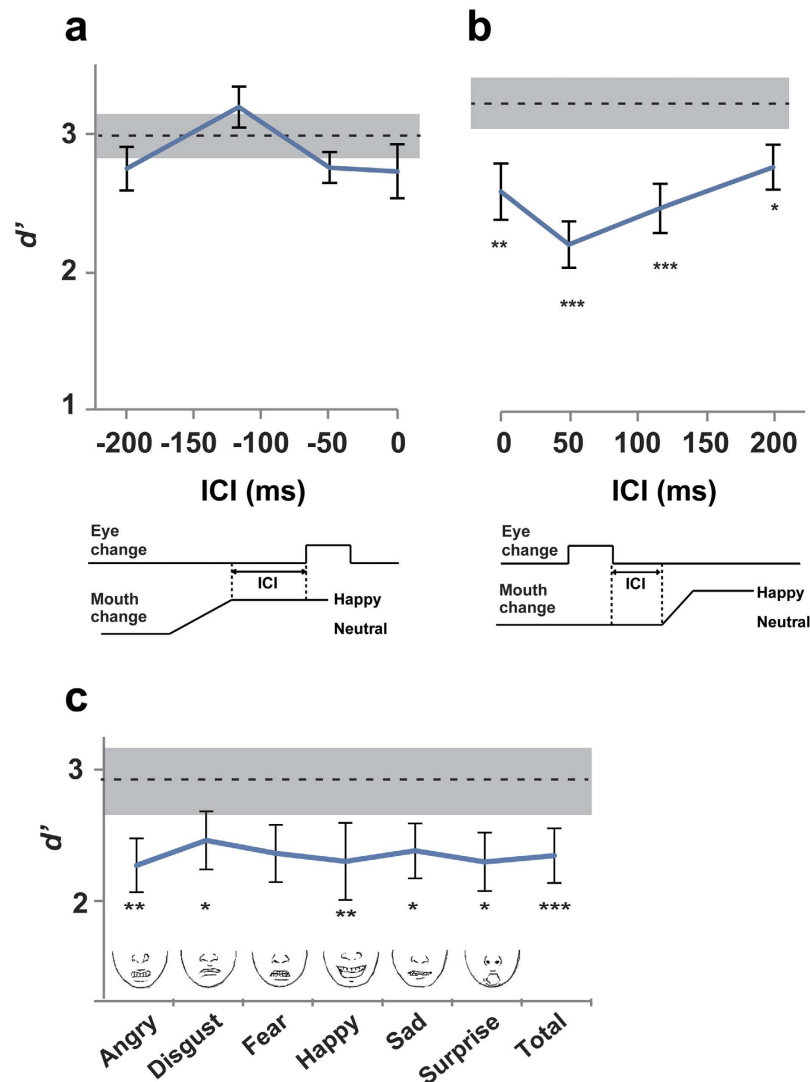 a
b
3
2
1
d'
-200 -150 -100 -50 0
ICI (ms)
**
***
***
*
0 50 100 150 200
ICI (ms)
Eye
change
ICI
Mouth
change
Happy
Neutral
Eye
change
ICI
Mouth
change
Happy
Neutral
c
3
2
d'
** * ** * * ***
Angry Disgust Fear Happy Sad Surprise Total